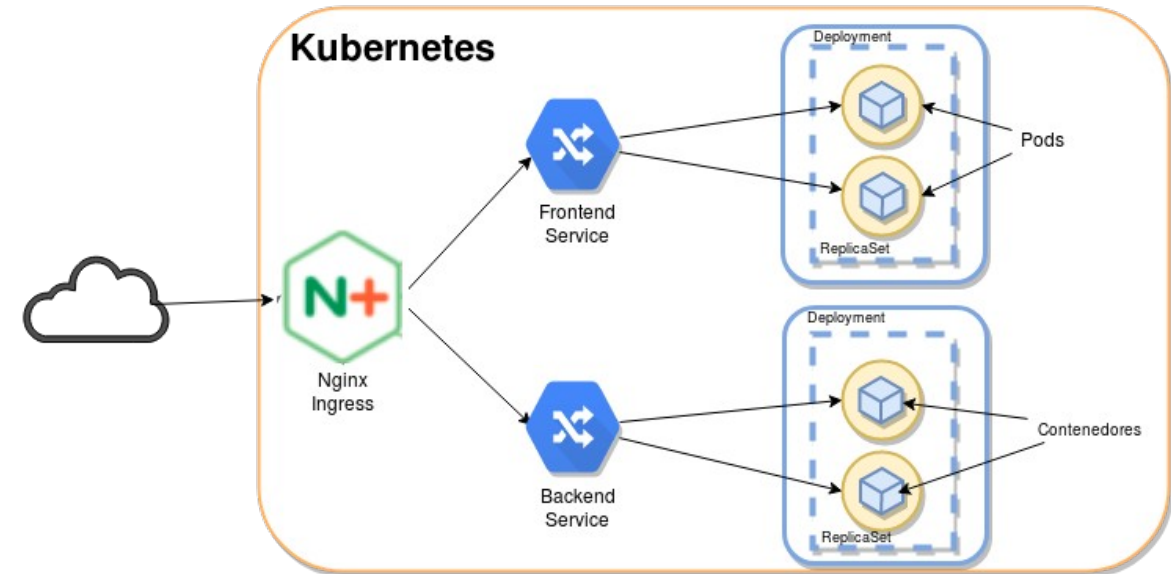 Kubernetes
Deployment
Pods
ReplicaSet
Frontend
Service
N+
Nginx
Ingress
Deployment
Contenedores
ReplicaSet
Backend
Service